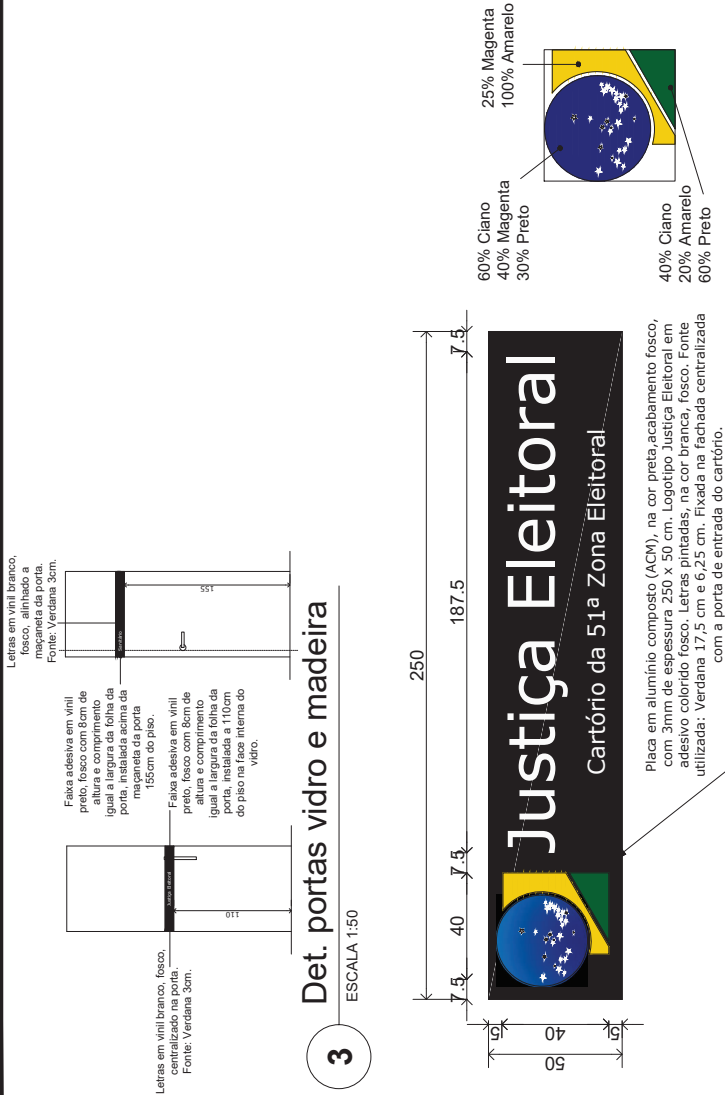 Letras em vinil branco, fosco,
centralizado na porta.
Fonte: Verdana 3cm.
Justiça Eleitoral
110
Faixa adesiva em vinil
preto, fosco com 8cm de
altura e comprimento
igual a largura da folha da
porta, instalada acima da
maçaneta da porta
155cm do piso.
Faixa adesiva em vinil
preto, fosco com 8cm de
altura e comprimento
igual a largura da folha da
porta, instalada a 110cm
do piso na face interna do
vidro.
Letras em vinil branco,
fosco, alinhado a
maçaneta da porta.
Fonte: Verdana 3cm.
Sanitário
155
3
Det. portas vidro e madeira
ESCALA 1:50
250
7.5
40
7.5
187.5
7.5
5
40
5
50
Justiça Eleitoral
Cartório da 51ª Zona Eleitoral
Placa em alumínio composto (ACM), na cor preta,acabamento fosco,
com 3mm de espessura 250 x 50 cm. Logotipo Justiça Eleitoral em
adesivo colorido fosco. Letras pintadas, na cor branca, fosco. Fonte
utilizada: Verdana 17,5 cm e 6,25 cm. Fixada na fachada centralizada
com a porta de entrada do cartório.
60% Ciano
40% Magenta
30% Preto
25% Magenta
100% Amarelo
40% Ciano
20% Amarelo
60% Preto